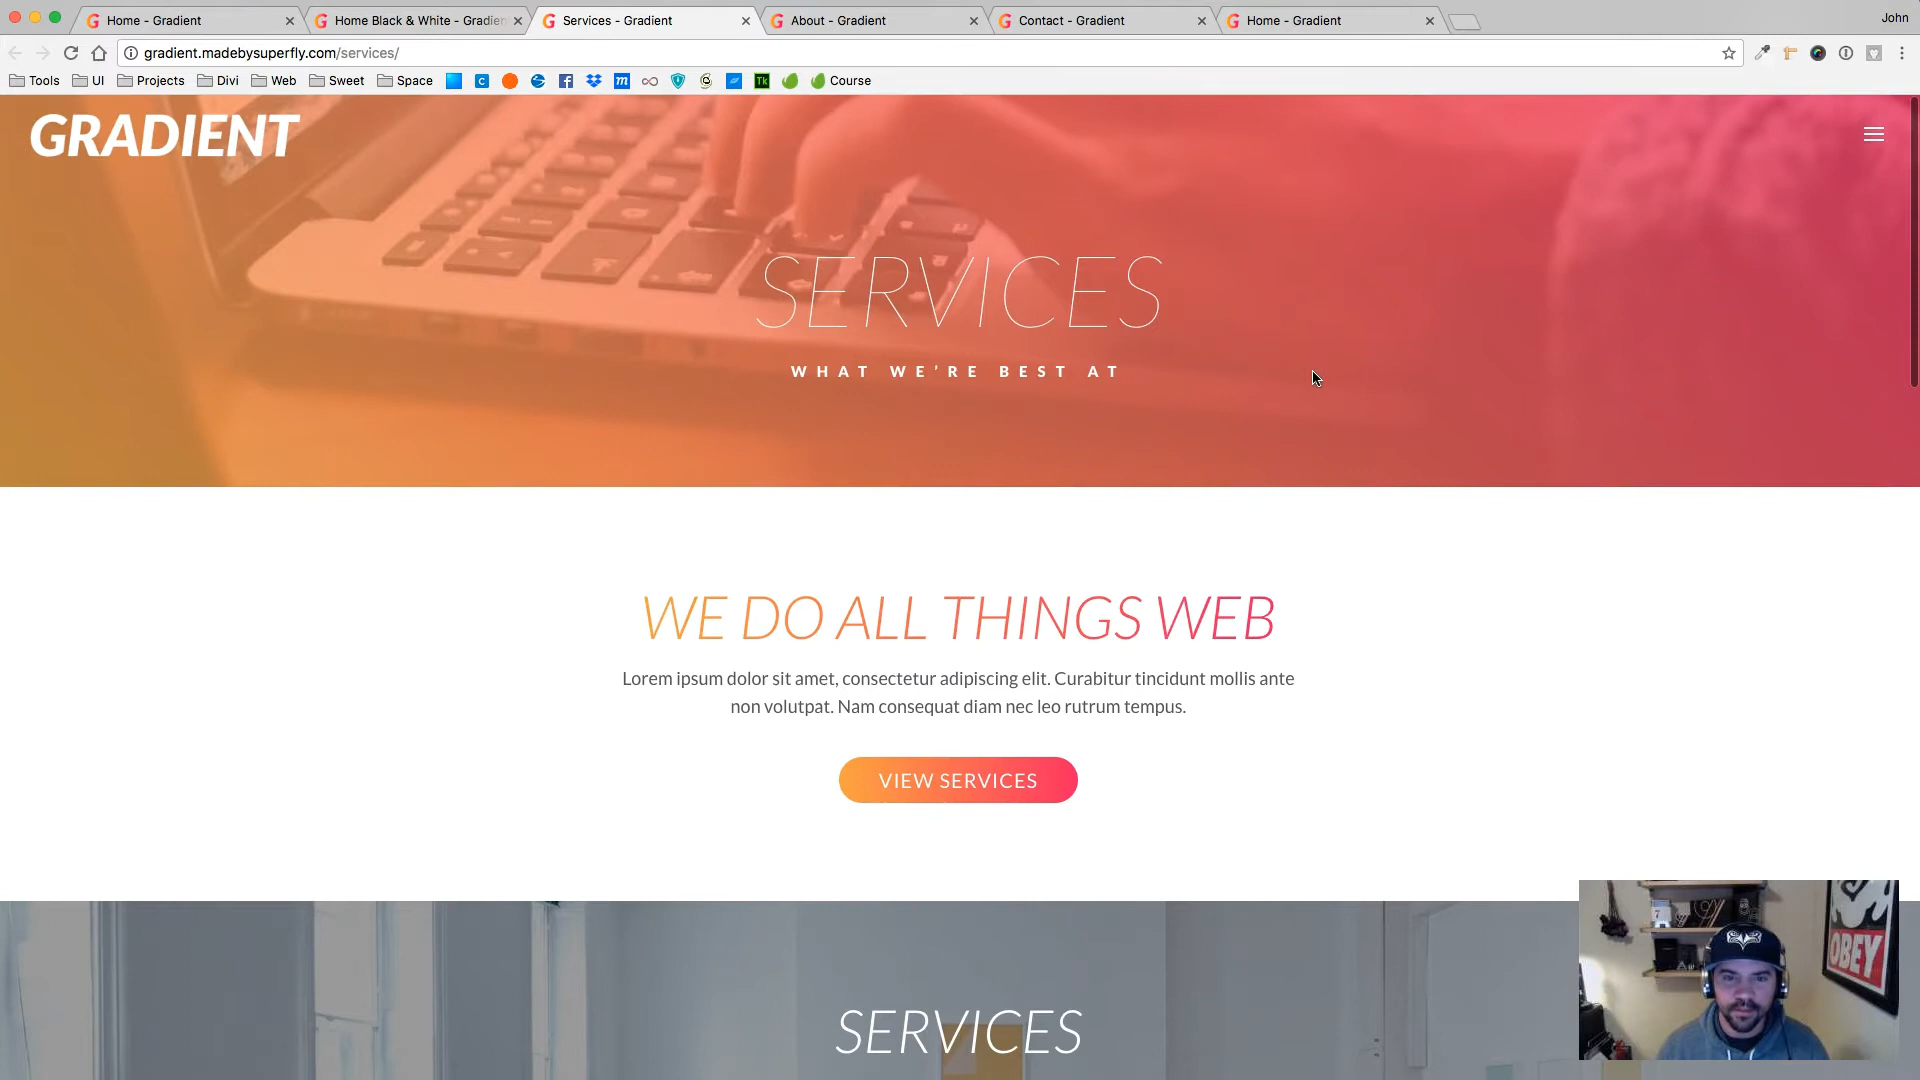 Home - Gradient
Home Black & White - Gradien
Services - Gradient
About - Gradient
Contact - Gradient
Home - Gradient
John
gradient.madebysuperfly.com/services/
Tools
UI
Projects
Divi
Web
Sweet
Space
Tk
Course
GRADIENT
SERVICES
WHAT WE'RE BEST AT
WE DO ALL THINGS WEB
Lorem ipsum dolor sit amet, consectetur adipiscing elit. Curabitur tincidunt mollis ante
non volutpat. Nam consequat diam nec leo rutrum tempus.
VIEW SERVICES
SERVICES
OBEY